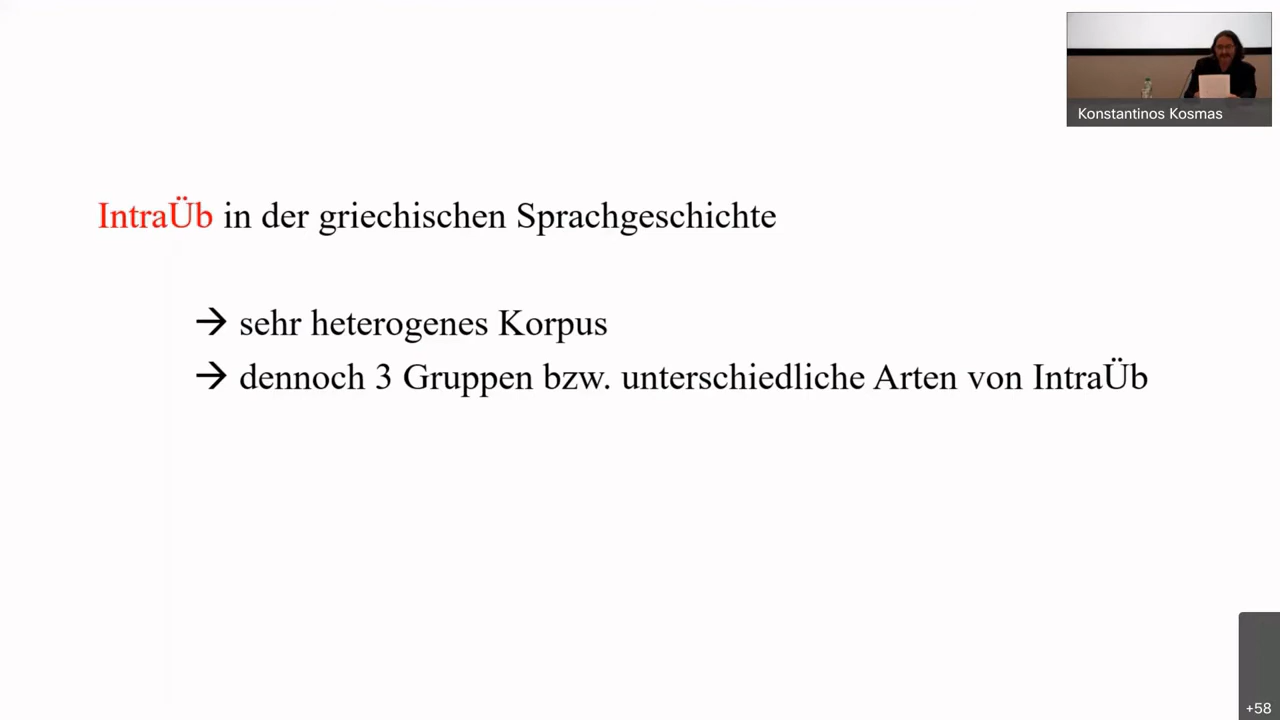 Konstantinos Kosmas
IntraÜb in der griechischen Sprachgeschichte
→ sehr heterogenes Korpus
→ dennoch 3 Gruppen bzw. unterschiedliche Arten von IntraÜb
+58